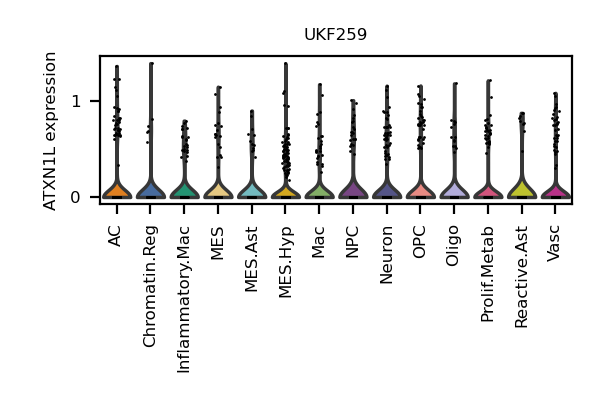 UKF259
ATXN1L expression
1
0
AC
Chromatin.Reg
Inflammatory.Mac
MES
MES.Ast
MES.Hyp
Mac
NPC
Neuron
OPC
Oligo
Prolif.Metab
Reactive.Ast
Vasc